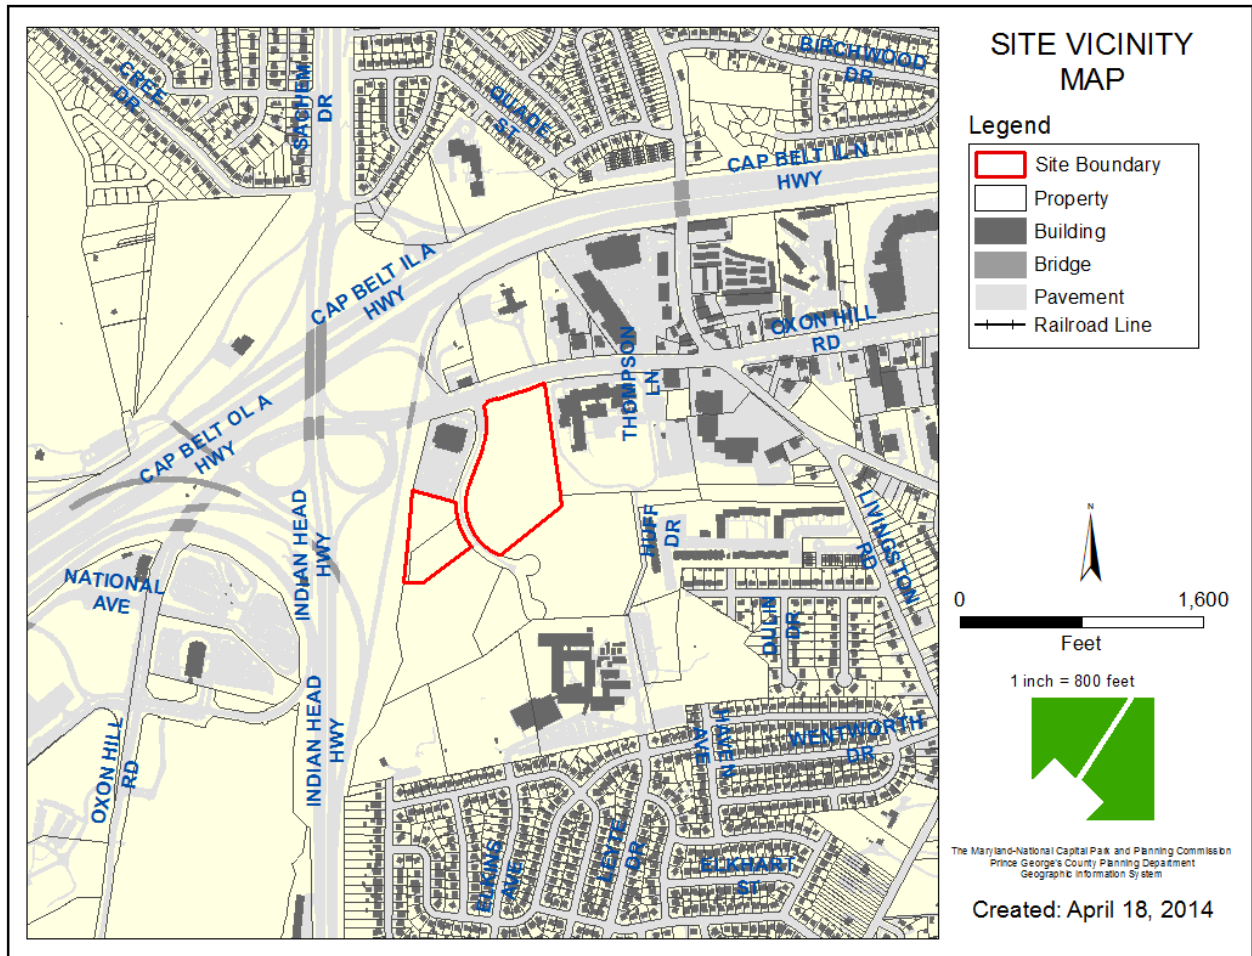 BIRCHWOOD
DR
CREE
DR
SACHEM
DR
QUADE
ST
CAP BELT IL N
HWY
CAP BELT IL A
HWY
OXON HILL
RD
THOMPSON
LN
CAP BELT OL A
HWY
INDIAN HEAD
HWY
NATIONAL
AVE
HUFF
DR
LIVINGSTON
RD
DULIN
DR
OXON HILL
RD
INDIAN HEAD
HWY
HAVEN
AVE
WENTWORTH
DR
ELKINS
AVE
LEYTE
DR
ELKHART
ST
SITE VICINITY
MAP
Legend
Site Boundary
Property
Building
Bridge
Pavement
Railroad Line
N
0 1,600
Feet
1 inch = 800 feet
The Maryland-National Capital Park and Planning Commission
Prince George's County Planning Department
Geographic Information System
Created: April 18, 2014